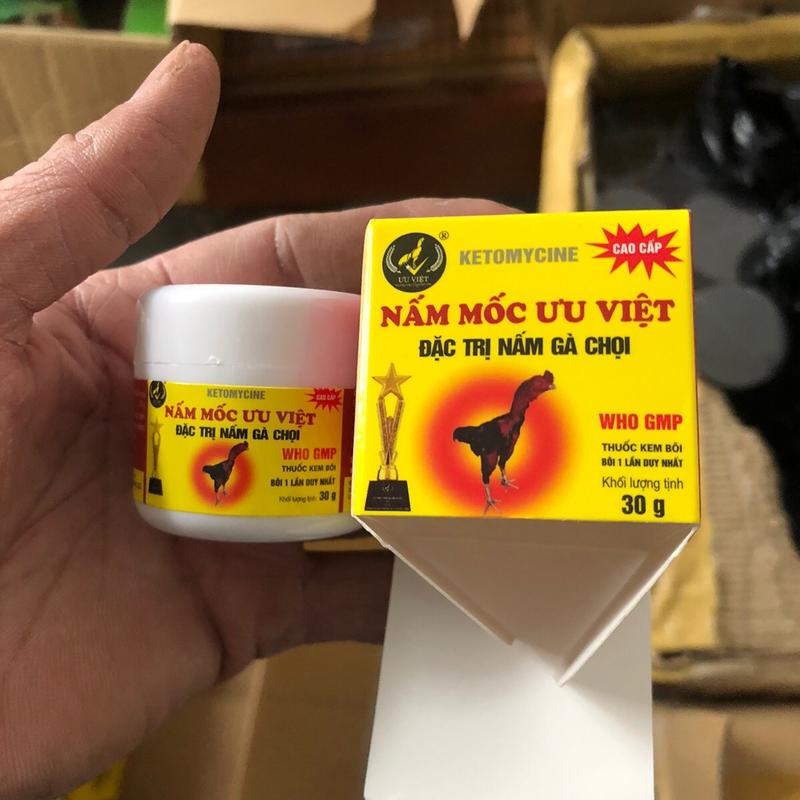 ƯU VIỆT
®
KETOMYCINE
CAO CẤP
NẤM MỐC ƯU VIỆT
ĐẶC TRỊ NẤM GÀ CHỌI
WHO GMP
THUỐC KEM BÔI
BÔI 1 LẦN DUY NHẤT
Khối lượng tịnh
30 g
KETOMYCINE
CAO CẤP
NẤM MỐC ƯU VIỆT
ĐẶC TRỊ NẤM GÀ CHỌI
WHO GMP
THUỐC KEM BÔI
BÔI 1 LẦN DUY NHẤT
Khối lượng tịnh 30 g